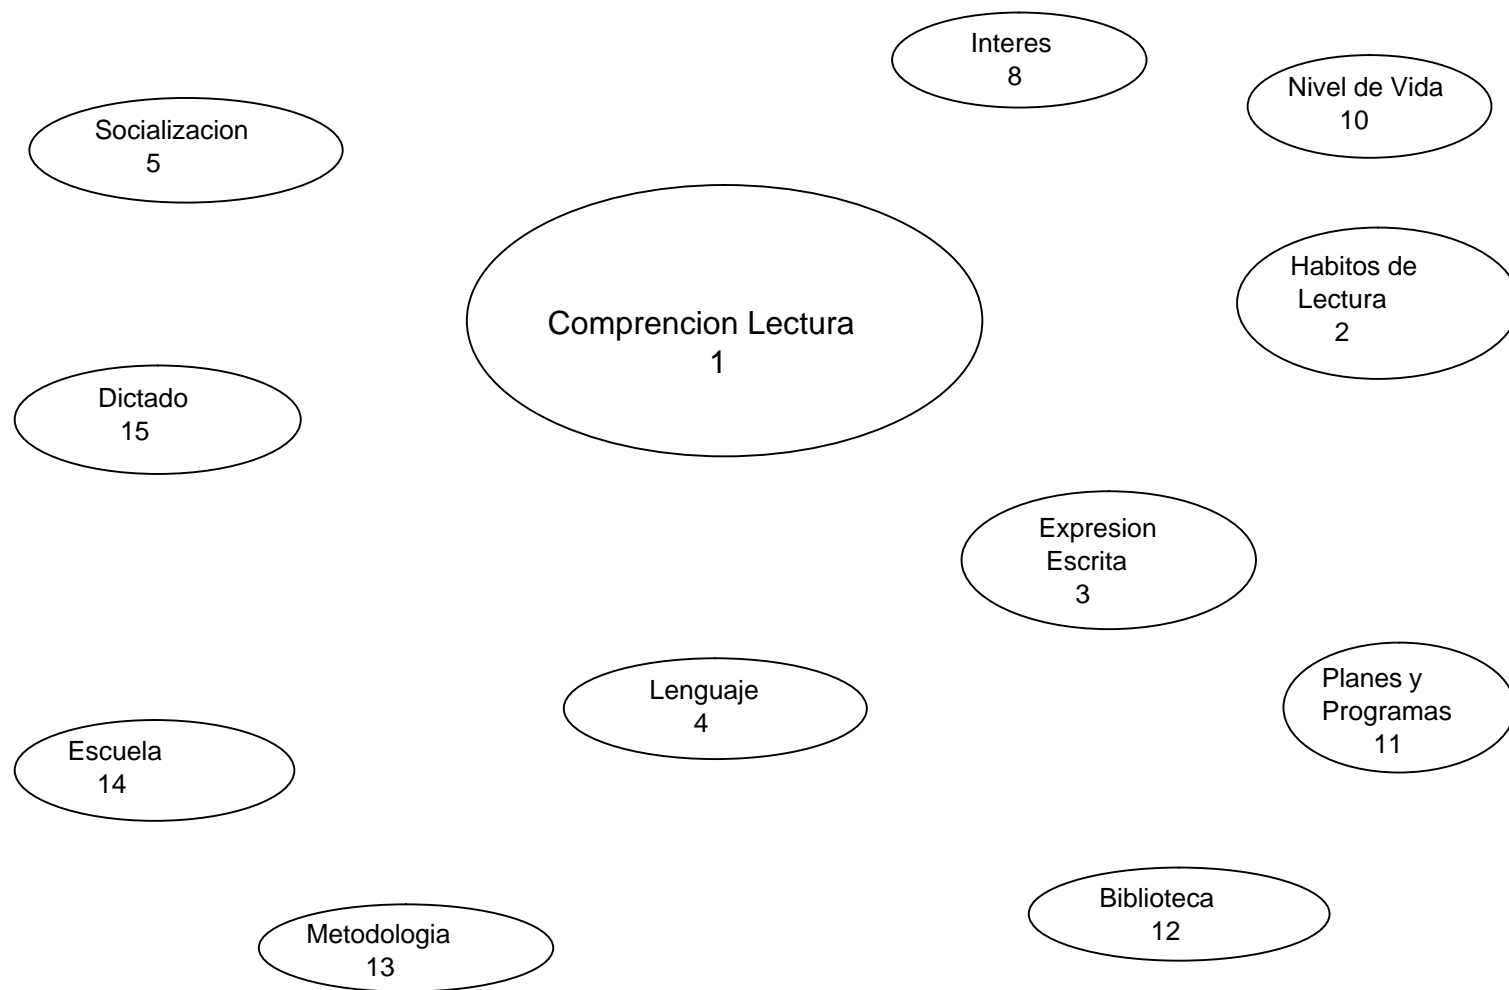 Interes
8
Nivel de Vida
10
Socializacion
5
Habitos de
Lectura
2
Comprencion Lectura
1
Dictado
15
Expresion
Escrita
3
Lenguaje
4
Planes y
Programas
11
Escuela
14
Biblioteca
12
Metodologia
13